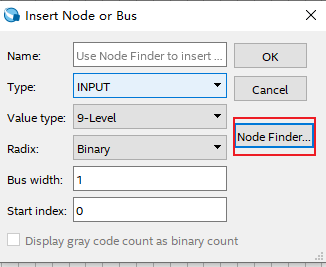 Insert Node or Bus
Name: Use Node Finder to insert ... OK
Type: INPUT Cancel
Value type: 9-Level
Node Finder...
Radix: Binary
Bus width: 1
Start index: 0
Display gray code count as binary count